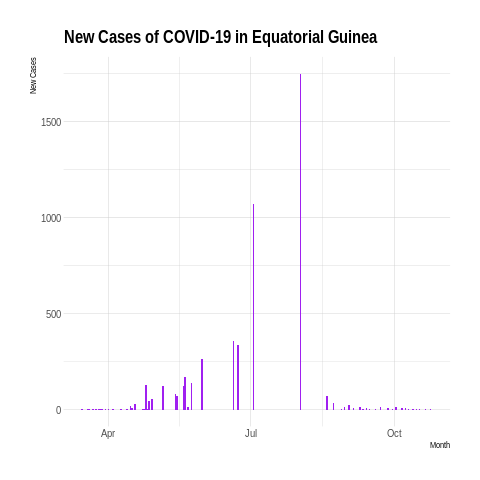 New Cases of COVID-19 in Equatorial Guinea
New Cases
1500
1000
500
0
Apr
Jul
Oct
Month